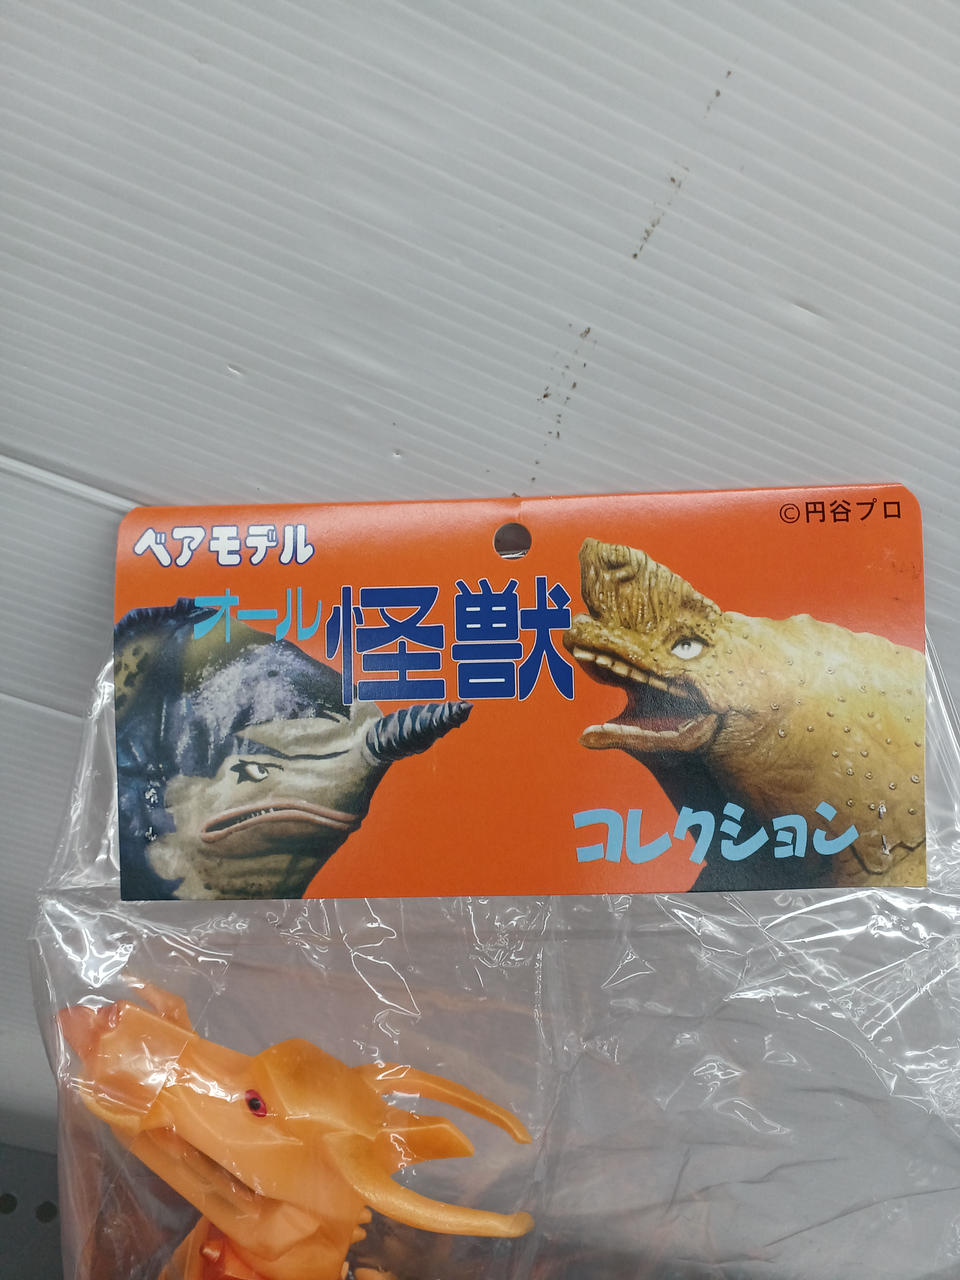 ©円谷プロ
ベアモデル
オール怪獣
コレクション